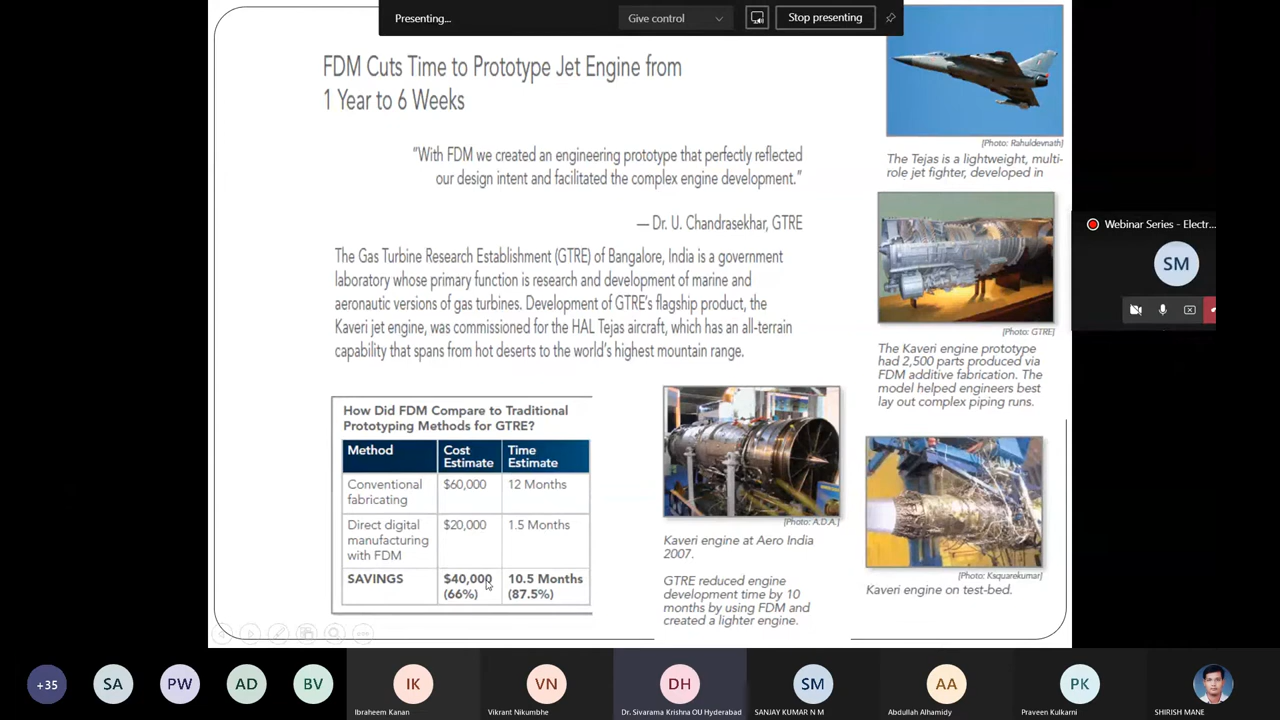 Presenting...
Give control
Stop presenting
FDM Cuts Time to Prototype Jet Engine from
1 Year to 6 Weeks
"With FDM we created an engineering prototype that perfectly reflected
our design intent and facilitated the complex engine development."
— Dr. U. Chandrasekhar, GTRE
The Gas Turbine Research Establishment (GTRE) of Bangalore, India is a government
laboratory whose primary function is research and development of marine and
aeronautic versions of gas turbines. Development of GTRE's flagship product, the
Kaveri jet engine, was commissioned for the HAL Tejas aircraft, which has an all-terrain
capability that spans from hot deserts to the world's highest mountain range.
How Did FDM Compare to Traditional
Prototyping Methods for GTRE?
Method Cost Estimate Time Estimate
Conventional fabricating $60,000 12 Months
Direct digital manufacturing with FDM $20,000 1.5 Months
SAVINGS $40,000 (66%) 10.5 Months (87.5%)
[Photo: A.D.A.]
Kaveri engine at Aero India
2007.
GTRE reduced engine
development time by 10
months by using FDM and
created a lighter engine.
[Photo: Rahuldevnath]
The Tejas is a lightweight, multi-
role jet fighter, developed in
[Photo: GTRE]
The Kaveri engine prototype
had 2,500 parts produced via
FDM additive fabrication. The
model helped engineers best
lay out complex piping runs.
[Photo: Ksquarekumar]
Kaveri engine on test-bed.
Webinar Series - Electr...
SM
+35
SA
PW
AD
BV
IK
Ibraheem Kanan
VN
Vikrant Nikumbhe
DH
Dr. Sivarama Krishna OU Hyderabad
SM
SANJAY KUMAR N M
AA
Abdullah Alhamidy
PK
Praveen Kulkarni
SHIRISH MANE